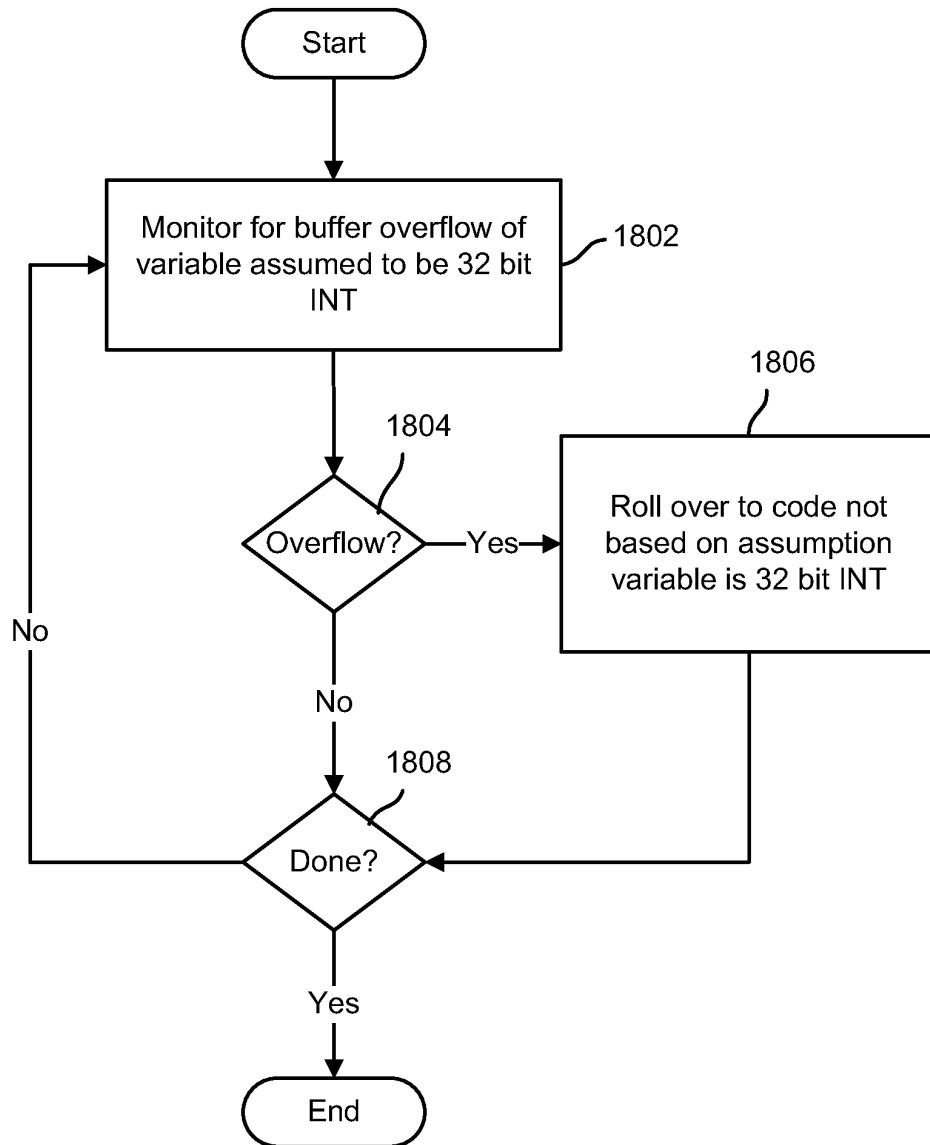 Start
Monitor for buffer overflow of
variable assumed to be 32 bit
INT
1802
1804
Overflow?
Yes
1806
Roll over to code not
based on assumption
variable is 32 bit INT
No
No
1808
Done?
Yes
End